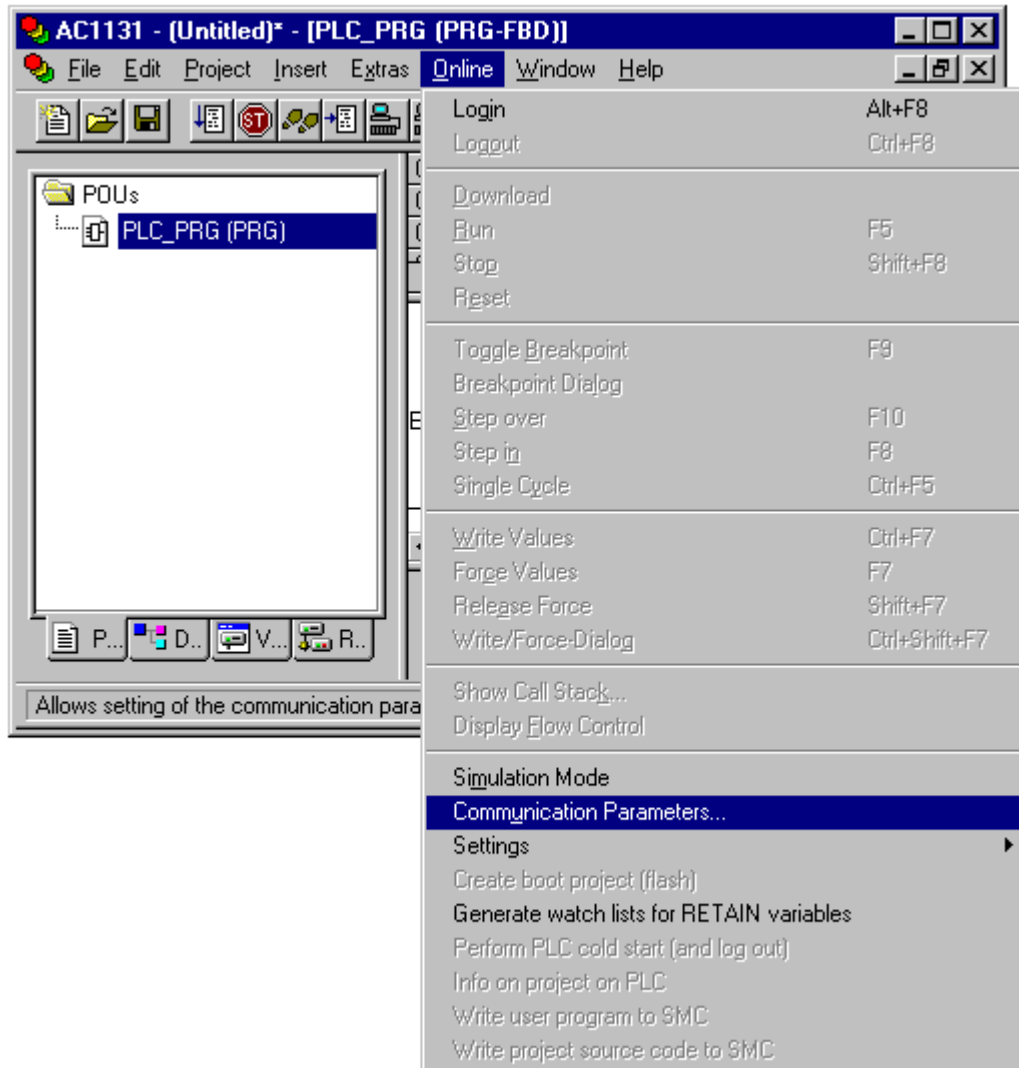 AC1131 - (Untitled)* - [PLC_PRG (PRG-FBD)]
File Edit Project Insert Extras Online Window Help
ST
POUs
PLC_PRG (PRG)
P... D.. V... R..
Allows setting of the communication para
Login Alt+F8
Logout Ctrl+F8
Download
Run F5
Stop Shift+F8
Reset
Toggle Breakpoint F9
Breakpoint Dialog
Step over F10
Step in F8
Single Cycle Ctrl+F5
Write Values Ctrl+F7
Force Values F7
Release Force Shift+F7
Write/Force-Dialog Ctrl+Shift+F7
Show Call Stack...
Display Flow Control
Simulation Mode
Communication Parameters...
Settings
Create boot project (flash)
Generate watch lists for RETAIN variables
Perform PLC cold start (and log out)
Info on project on PLC
Write user program to SMC
Write project source code to SMC